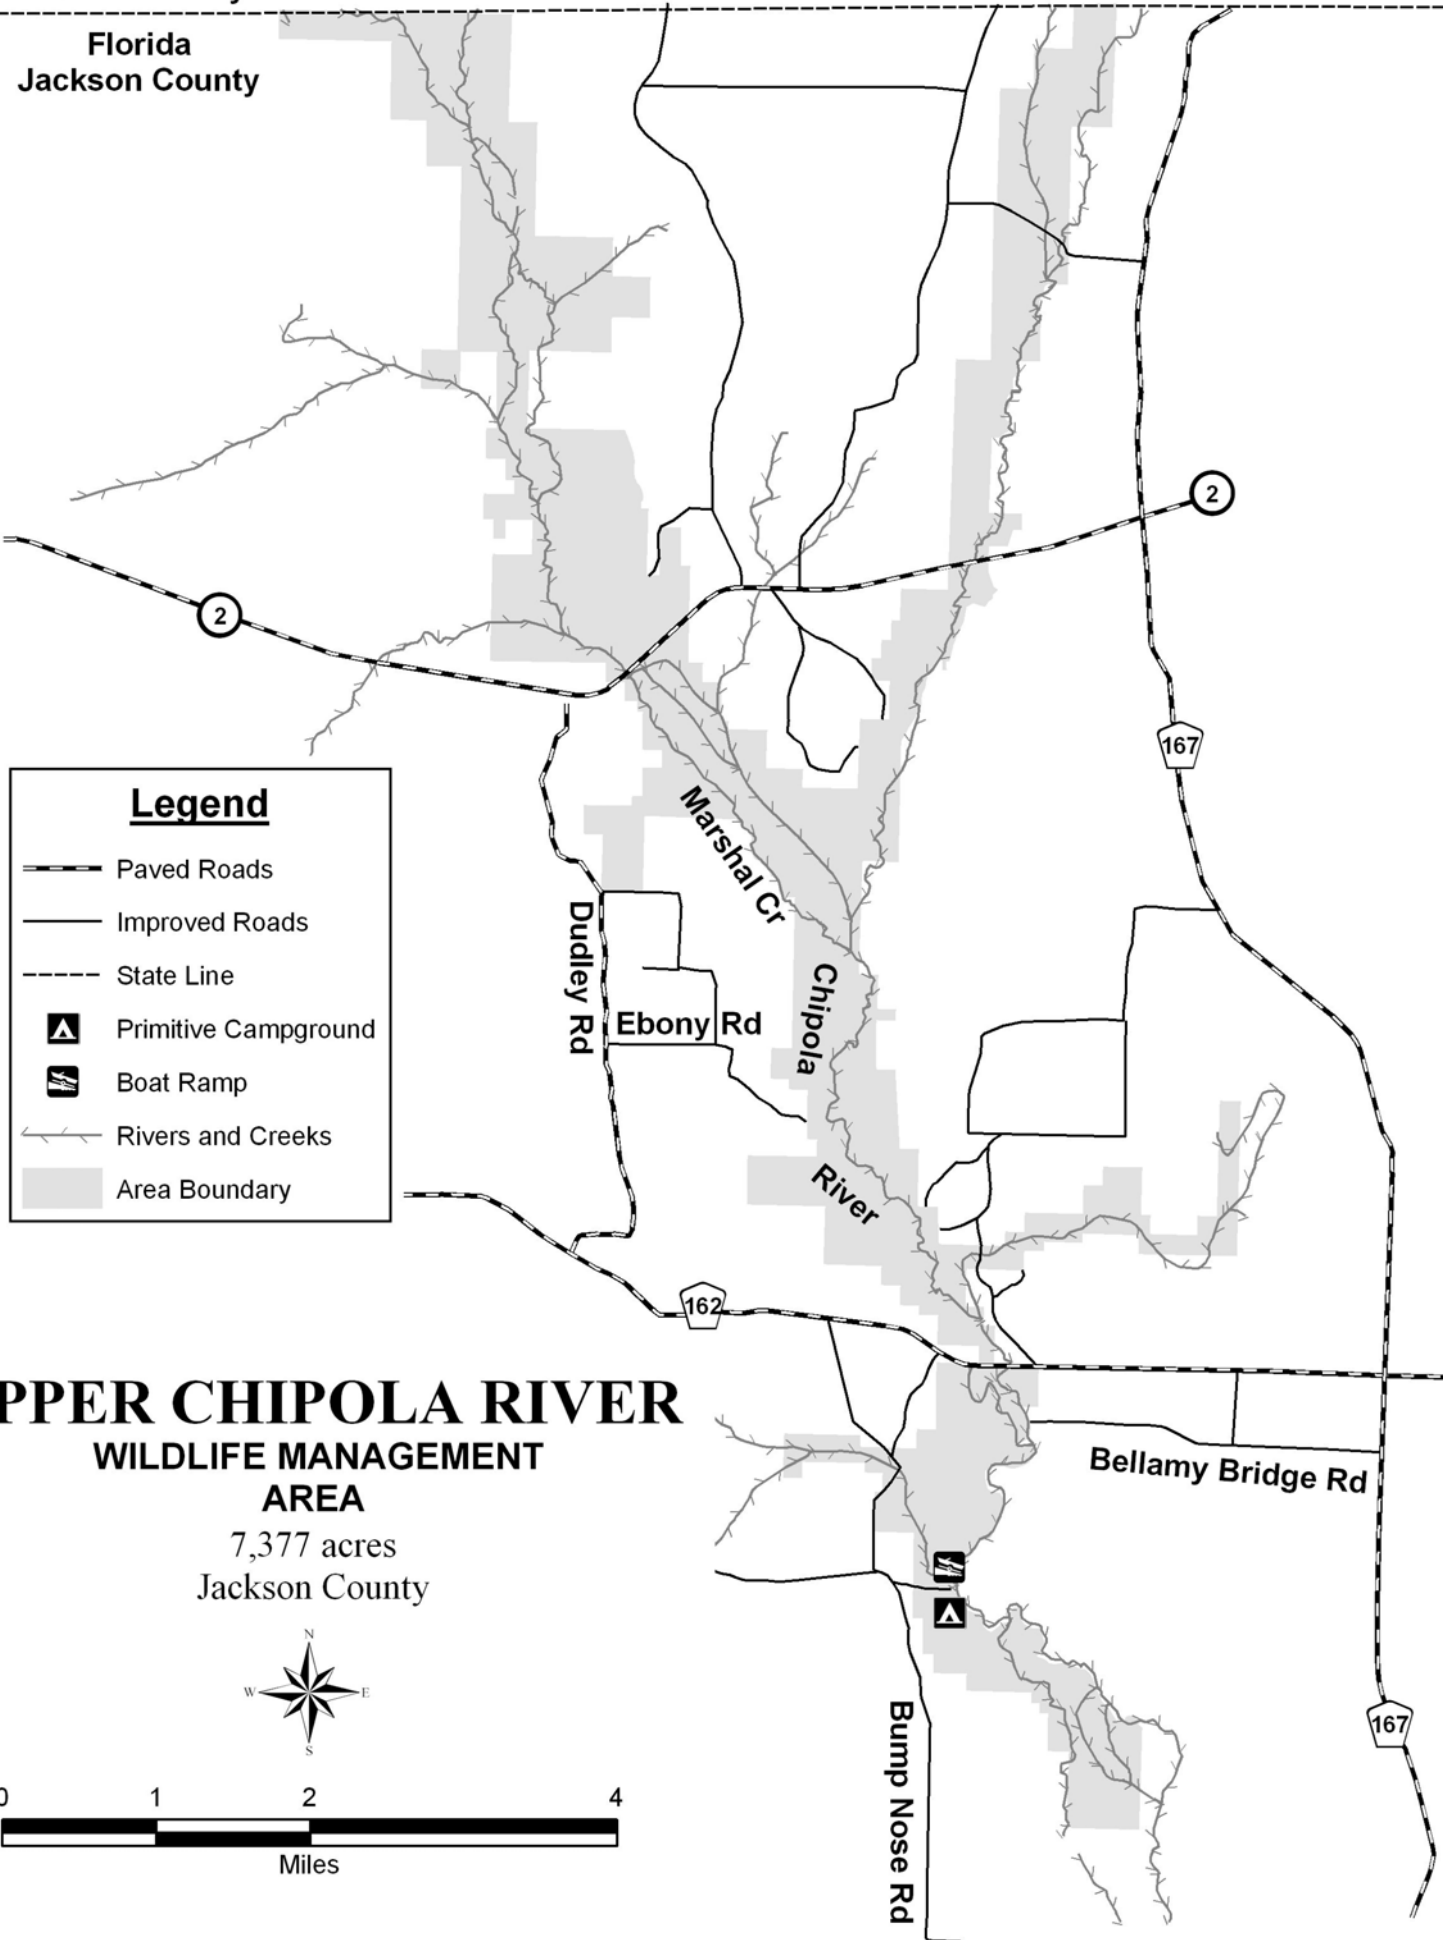 Florida
Jackson County
2
2
167
Legend
Paved Roads
Improved Roads
State Line
Primitive Campground
Boat Ramp
Rivers and Creeks
Area Boundary
Marshal Cr
Dudley Rd
Ebony Rd
Chipola
River
162
PPER CHIPOLA RIVER
WILDLIFE MANAGEMENT
AREA
7,377 acres
Jackson County
Bellamy Bridge Rd
N
W E
S
167
Bump Nose Rd
0 1 2 4
Miles